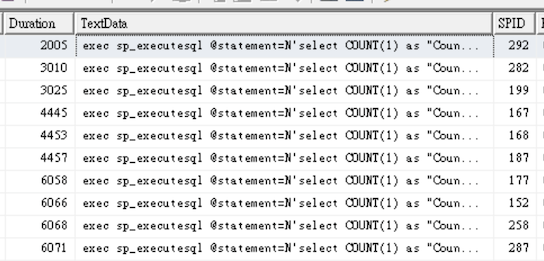 Duration TextData SPID
2005 exec sp_executesql @statement=N'select COUNT(1) as "Coun... 292
3010 exec sp_executesql @statement=N'select COUNT(1) as "Coun... 282
3025 exec sp_executesql @statement=N'select COUNT(1) as "Coun... 199
4445 exec sp_executesql @statement=N'select COUNT(1) as "Coun... 167
4453 exec sp_executesql @statement=N'select COUNT(1) as "Coun... 168
4457 exec sp_executesql @statement=N'select COUNT(1) as "Coun... 187
6058 exec sp_executesql @statement=N'select COUNT(1) as "Coun... 177
6066 exec sp_executesql @statement=N'select COUNT(1) as "Coun... 152
6068 exec sp_executesql @statement=N'select COUNT(1) as "Coun... 258
6071 exec sp_executesql @statement=N'select COUNT(1) as "Coun... 287